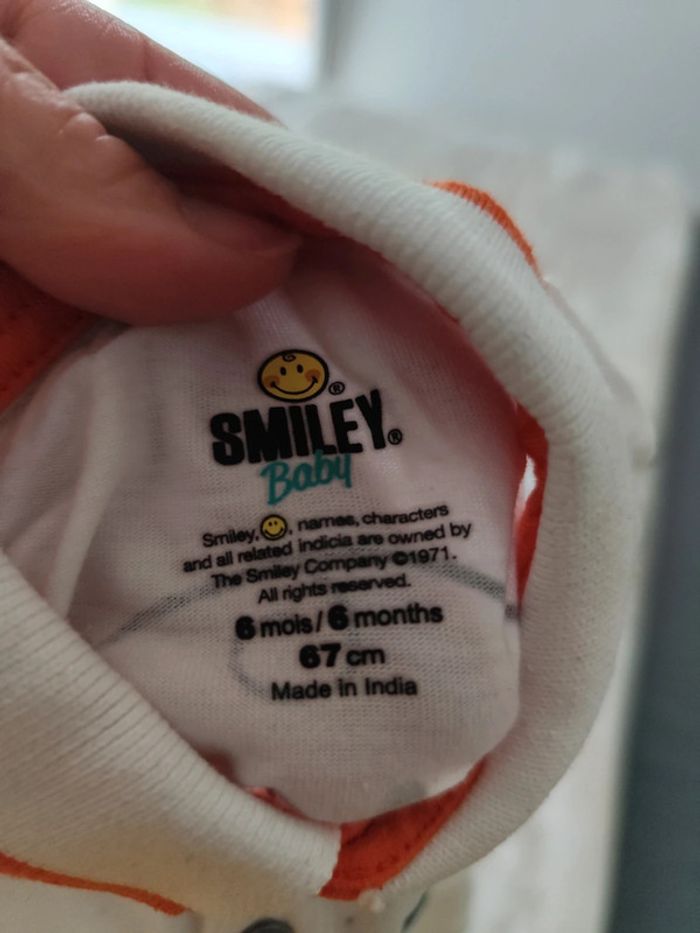 ®
SMILEY®
Baby
Smiley, , names, characters
and all related indicia are owned by
The Smiley Company ©1971.
All rights reserved.
6 mois / 6 months
67 cm
Made in India